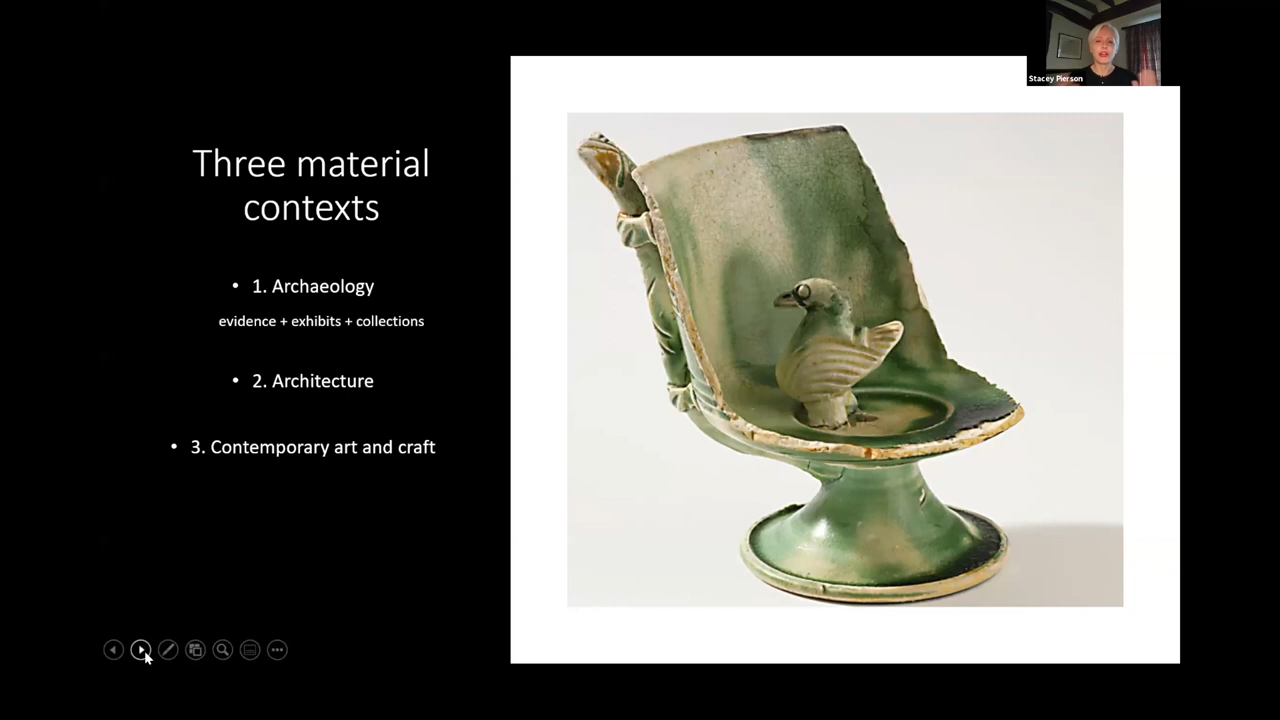 Stacey Pierson
Three material
contexts
• 1. Archaeology
evidence + exhibits + collections
• 2. Architecture
• 3. Contemporary art and craft